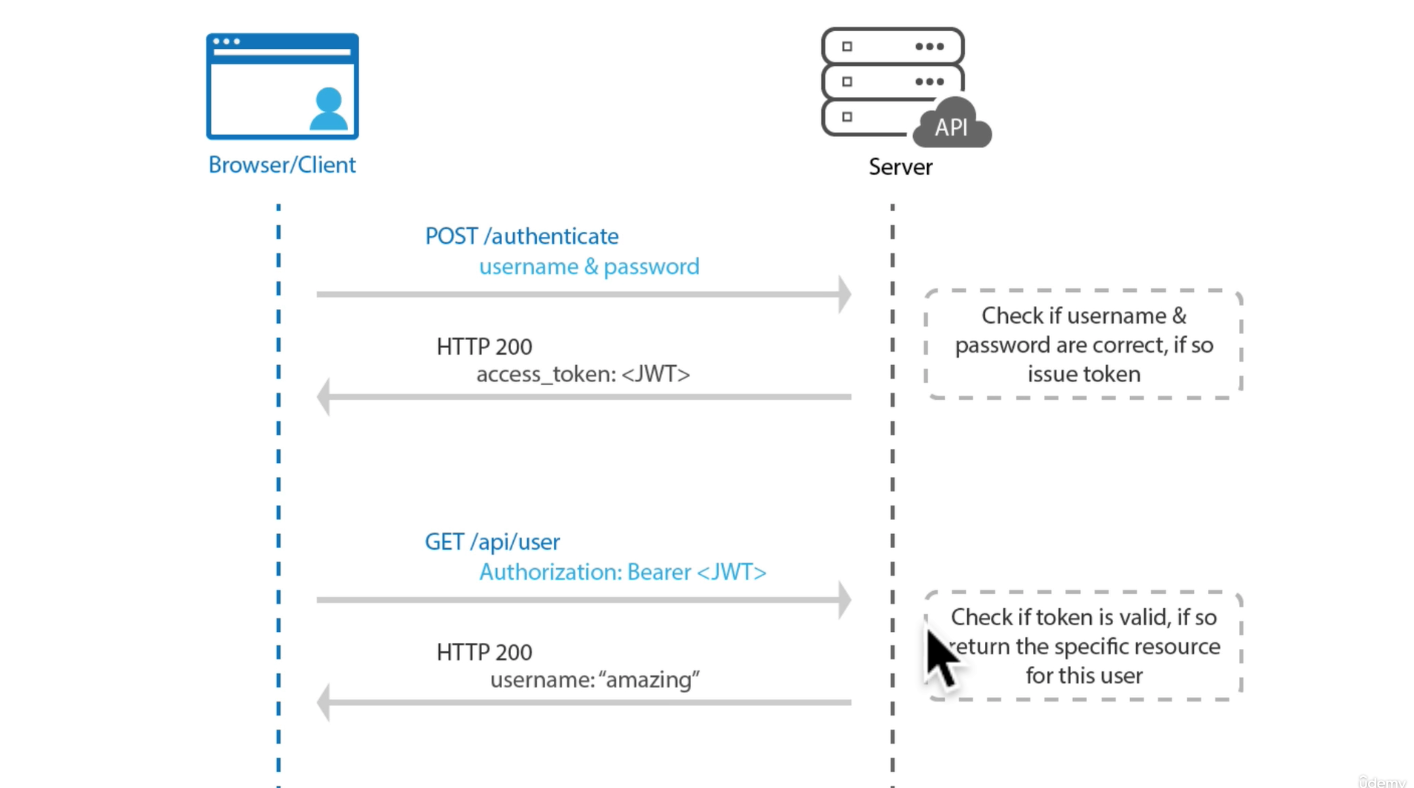 API
Browser/Client
Server
POST /authenticate
username & password
Check if username &
password are correct, if so
issue token
HTTP 200
access_token: <JWT>
GET /api/user
Authorization: Bearer <JWT>
Check if token is valid, if so
return the specific resource
for this user
HTTP 200
username: “amazing”
ûdemy